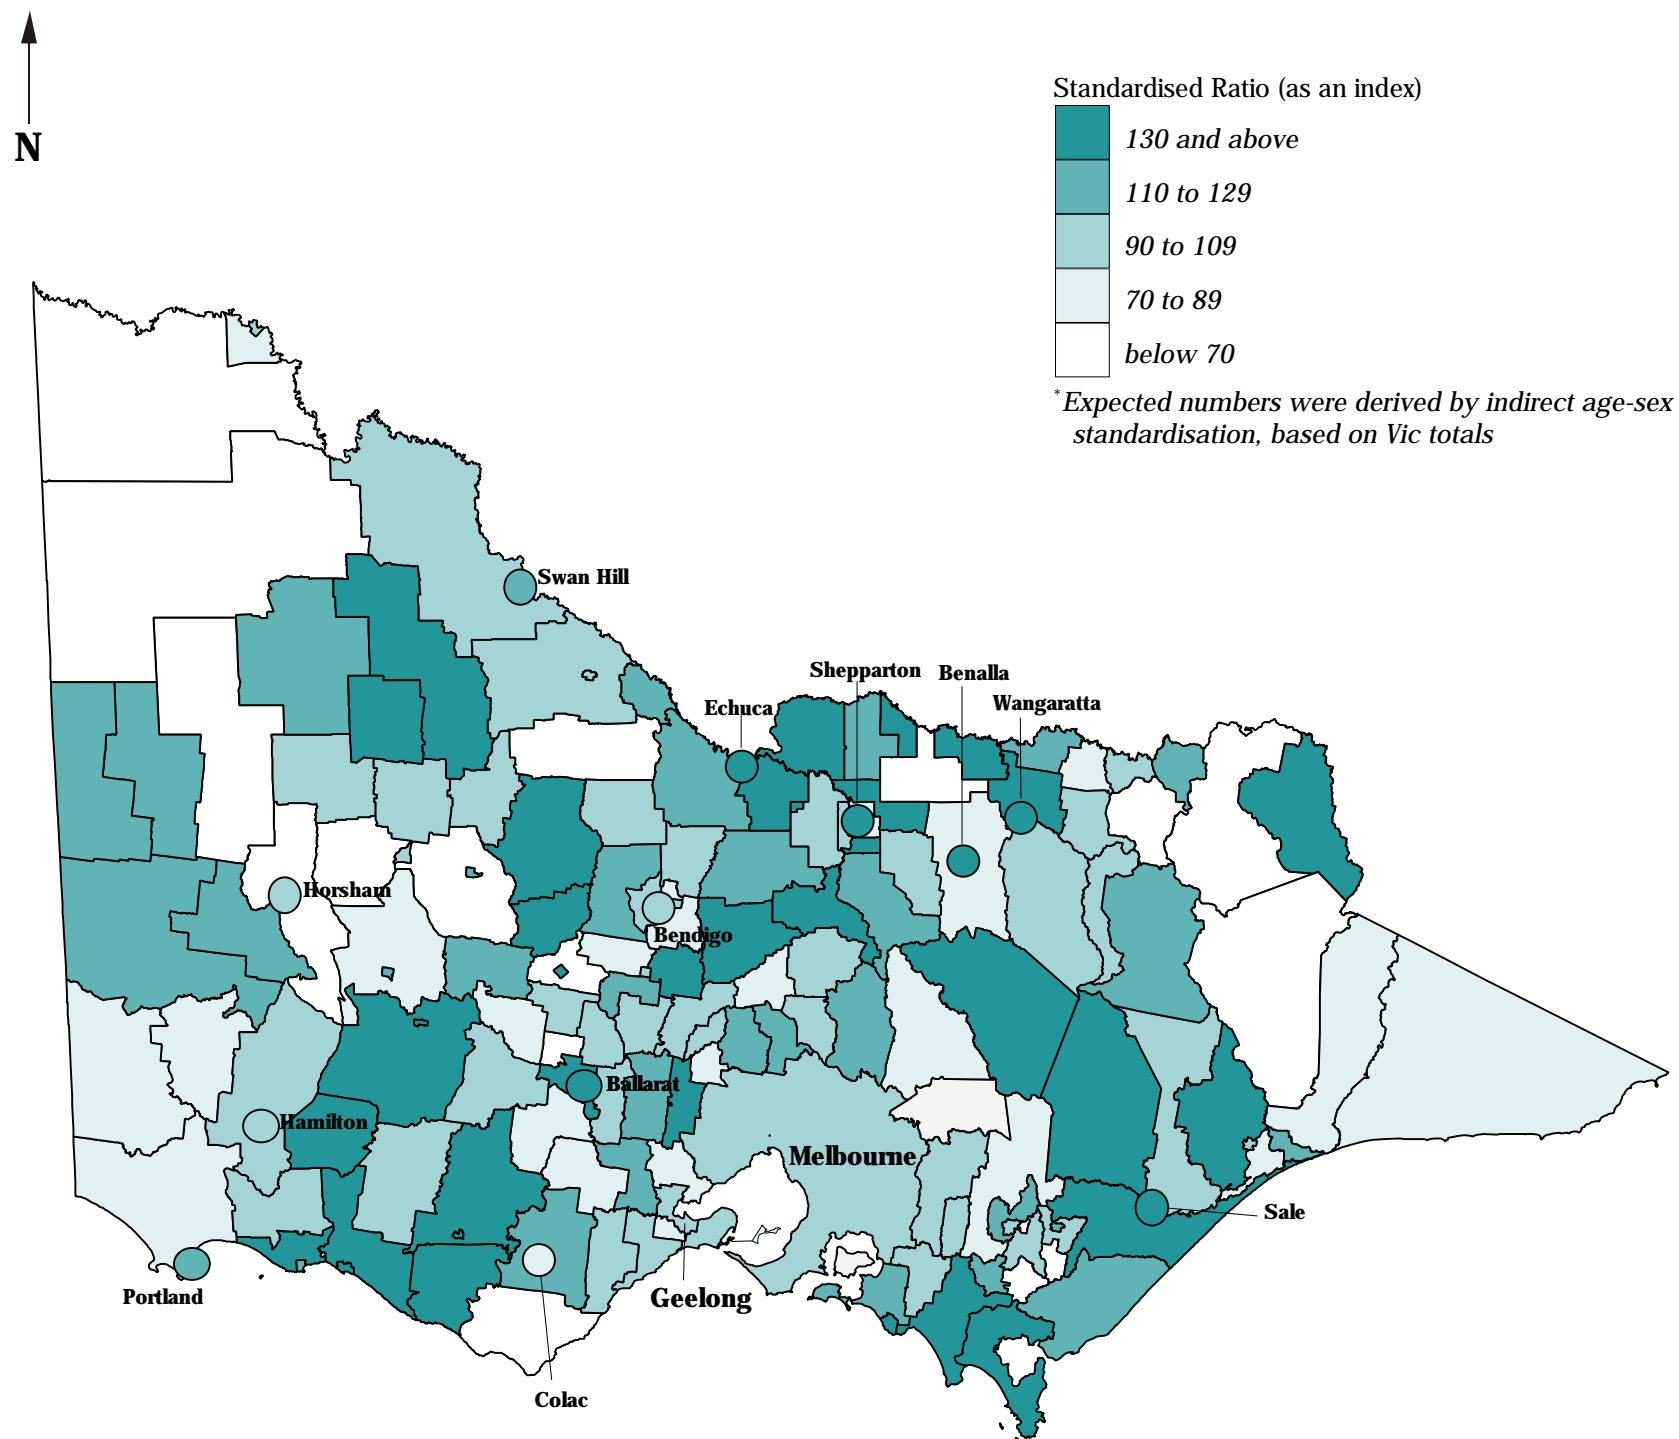 N
Standardised Ratio (as an index)
130 and above
110 to 129
90 to 109
70 to 89
below 70
*Expected numbers were derived by indirect age-sex
standardisation, based on Vic totals
Swan Hill
Shepparton
Benalla
Wangaratta
Echuca
Horsham
Bendigo
Ballarat
Hamilton
Melbourne
Sale
Portland
Geelong
Colac